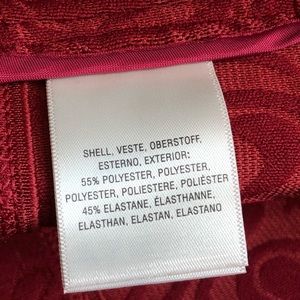 SHELL, VESTE, OBERSTOFF,
ESTERNO, EXTERIOR:
55% POLYESTER, POLYESTER,
POLYESTER, POLIESTERE, POLIÉSTER
45% ELASTANE, ÉLASTHANNE,
ELASTHAN, ELASTAN, ELASTANO